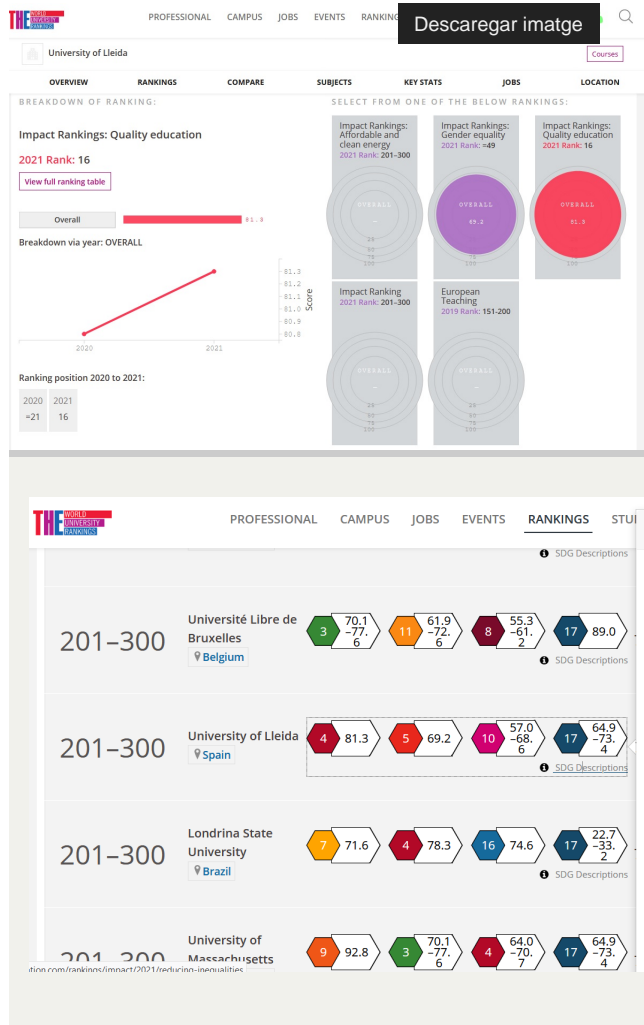 THE WORLD UNIVERSITY RANKINGS
PROFESSIONAL CAMPUS JOBS EVENTS
Descaregar imatge
University of Lleida
Courses
OVERVIEW RANKINGS COMPARE SUBJECTS KEY STATS JOBS LOCATION
BREAKDOWN OF RANKING:
Impact Rankings: Quality education
2021 Rank: 16
View full ranking table
Overall
81.3
Breakdown via year: OVERALL
81.3
81.2
81.1
81.0
80.9
80.8
Score
2020 2021
Ranking position 2020 to 2021:
2020 2021
=21 16
SELECT FROM ONE OF THE BELOW RANKINGS:
Impact Rankings:
Affordable and
clean energy
2021 Rank: 201–300
OVERALL
Impact Rankings:
Gender equality
2021 Rank: =49
OVERALL
69.2
Impact Rankings:
Quality education
2021 Rank: 16
OVERALL
81.3
Impact Ranking
2021 Rank: 201–300
OVERALL
European
Teaching
2019 Rank: 151-200
OVERALL
THE WORLD UNIVERSITY RANKINGS
PROFESSIONAL CAMPUS JOBS EVENTS RANKINGS
SDG Descriptions
201–300
Université Libre de
Bruxelles
Belgium
3 70.1–77.6 11 61.9–72.6 8 55.3–61.2 17 89.0
SDG Descriptions
201–300
University of Lleida
Spain
4 81.3 5 69.2 10 57.0–68.6 17 64.9–73.4
SDG Descriptions
201–300
Londrina State
University
Brazil
7 71.6 4 78.3 16 74.6 17 22.7–33.2
SDG Descriptions
201–300
University of
Massachusetts
9 92.8 3 70.1–77.6 4 64.0–70.7 17 64.9–73.4
tion.com/rankings/impact/2021/reducing-inequalities